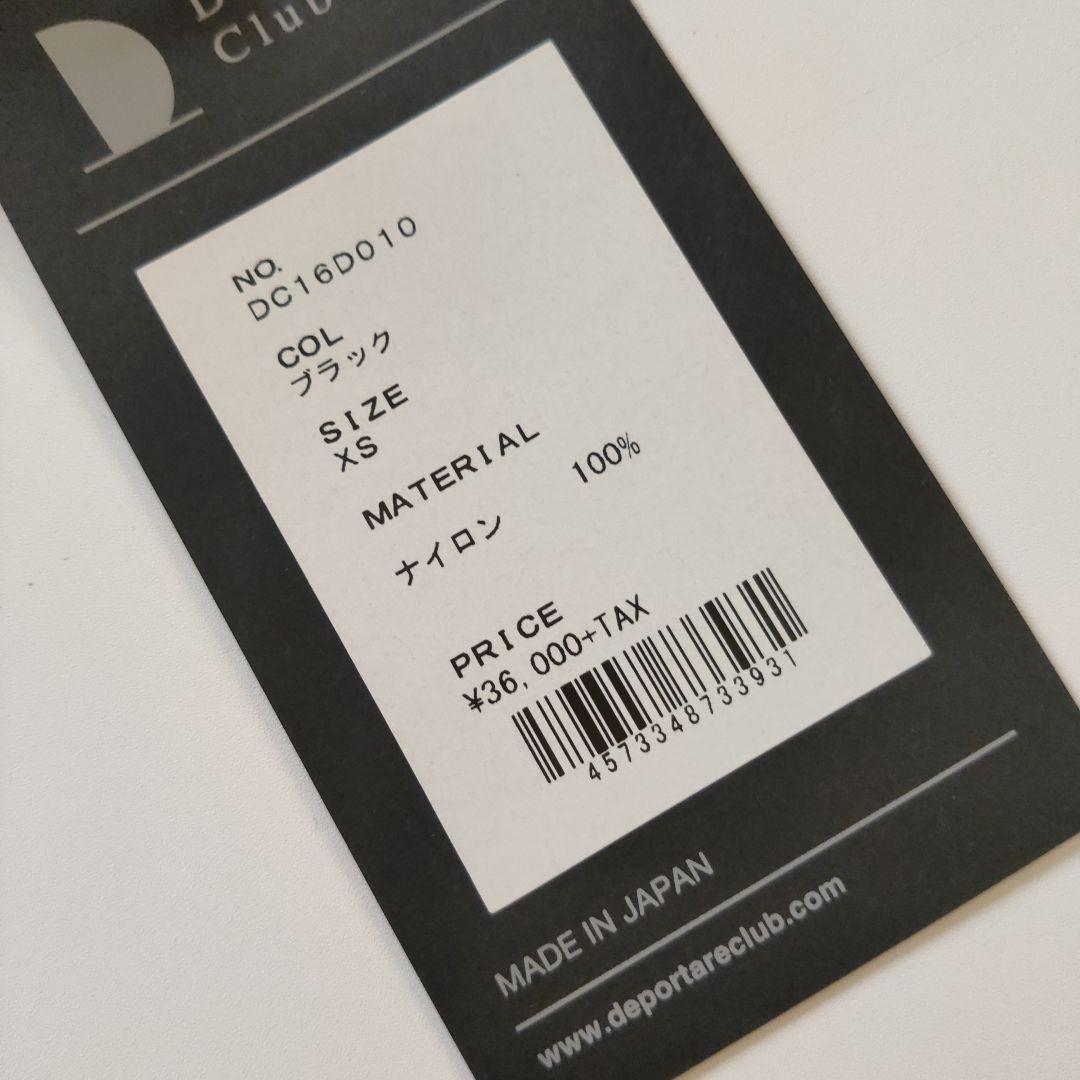 Club
NO.
DC16D010
COL
ブラック
SIZE
XS
MATERIAL
ナイロン 100%
PRICE
¥36,000+TAX
4573348733931
MADE IN JAPAN
www.deportareclub.com